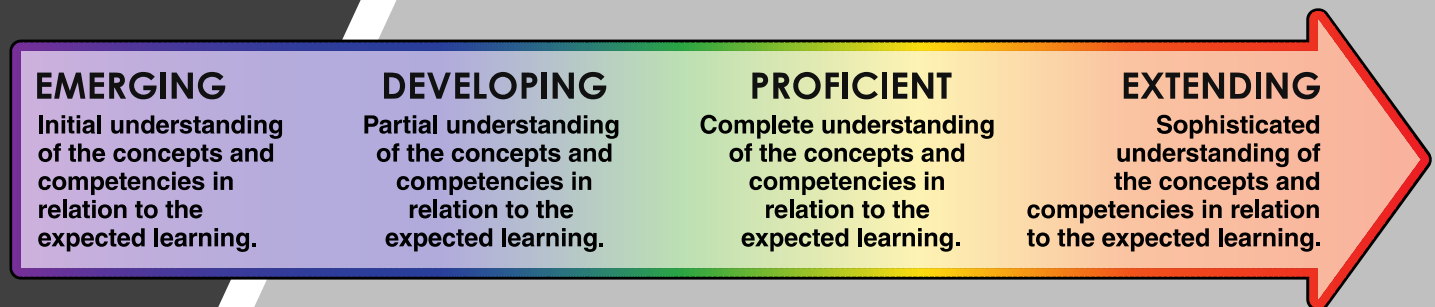 EMERGING
Initial understanding
of the concepts and
competencies in
relation to the
expected learning.
DEVELOPING
Partial understanding
of the concepts and
competencies in
relation to the
expected learning.
PROFICIENT
Complete understanding
of the concepts and
competencies in
relation to the
expected learning.
EXTENDING
Sophisticated
understanding of
the concepts and
competencies in relation
to the expected learning.